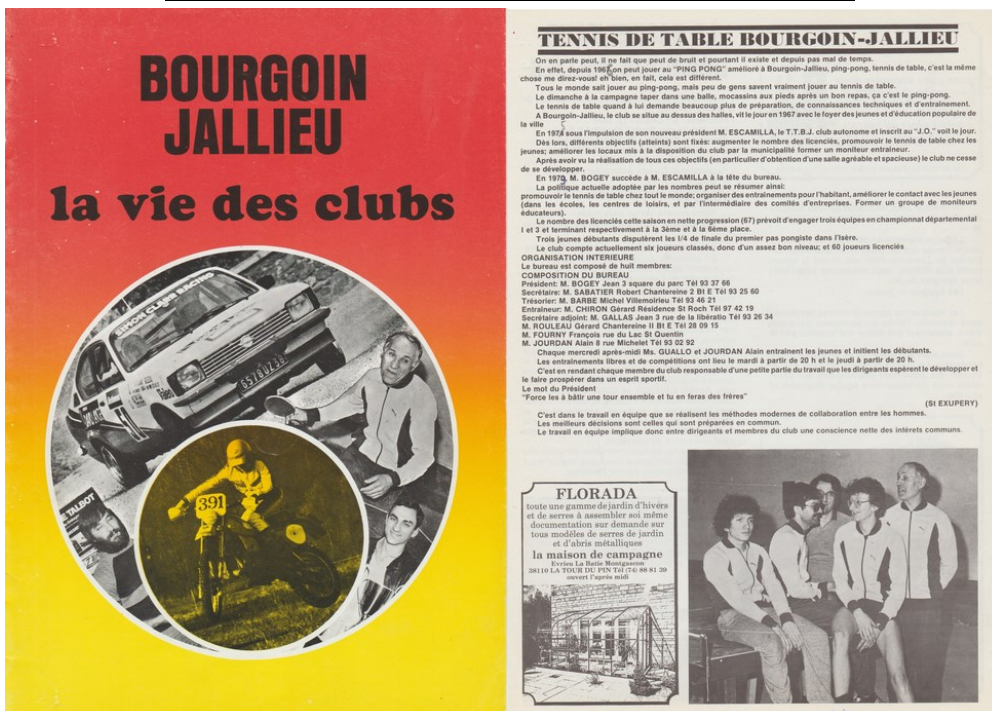 BOURGOIN
JALLIEU
la vie des clubs
SIMON CLAIR RACING
6578UZ38
TALBOT
391
TENNIS DE TABLE BOURGOIN-JALLIEU
On en parle peut, il ne fait que peut de bruit et pourtant il existe et depuis pas mal de temps.
En effet, depuis 196 on peut jouer au "PING PONG" amélioré à Bourgoin-Jallieu, ping-pong, tennis de table, c'est la même
chose me direz-vous! eh bien, en fait, cela est différent.
Tous le monde sait jouer au ping-pong, mais peu de gens savent vraiment jouer au tennis de table.
Le dimanche à la campagne taper dans une balle, mocassins aux pieds après un bon repas, ça c'est le ping-pong.
Le tennis de table quand à lui demande beaucoup plus de préparation, de connaissances techniques et d'entrainement.
A Bourgoin-Jallieu, le club se situe au dessus des halles, vit le jour en 1967 avec le foyer des jeunes et d'éducation populaire de
la ville
En 197 sous l'impulsion de son nouveau président M. ESCAMILLA, le T.T.B.J. club autonome et inscrit au "J.O." voit le jour.
Dès lors, différents objectifs (atteints) sont fixés: augmenter le nombre des licenciés, promouvoir le tennis de table chez les
jeunes; améliorer les locaux mis à la disposition du club par la municipalité former un moniteur entraineur.
Après avoir vu la réalisation de tous ces objectifs (en particulier d'obtention d'une salle agréable et spacieuse) le club ne cesse
de se développer.
En 1979, M. BOGEY succède à M. ESCAMILLA à la tête du bureau.
La politique actuelle adoptée par les nombres peut se résumer ainsi:
promouvoir le tennis de table chez tout le monde; organiser des entrainements pour l'habitant, améliorer le contact avec les jeunes
(dans les écoles, les centres de loisirs, et par l'intermédiaire des comités d'entreprises. Former un groupe de moniteurs
éducateurs).
Le nombre des licenciés cette saison en nette progression (67) prévoit d'engager trois équipes en championnat départemental
I et 3 et terminant respectivement à la 3ème et à la 6ème place.
Trois jeunes débutants disputèrent les I/4 de finale du premier pas pongiste dans l'Isère.
Le club compte actuellement six joueurs classés, donc d'un assez bon niveau; et 60 joueurs licenciés
ORGANISATION INTERIEURE
Le bureau est composé de huit membres:
COMPOSITION DU BUREAU
Président: M. BOGEY Jean 3 square du parc Tél 93 37 66
Secrétaire: M. SABATIER Robert Chantereine 2 Bt E Tél 93 25 60
Trésorier: M. BARBE Michel Villemoirieu Tél 93 46 21
Entraineur: M. CHIRON Gérard Résidence St Roch Tél 97 42 19
Secrétaire adjoint: M. GALLAS Jean 3 rue de la libératio Tél 93 26 34
M. ROULEAU Gérard Chantereine II Bt E Tél 28 09 15
M. FOURNY François rue du Lac St Quentin
M. JOURDAN Alain 8 rue Michelet Tél 93 02 92
Chaque mercredi après-midi Ms. GUALLO et JOURDAN Alain entrainent les jeunes et initient les débutants.
Les entrainements libres et de compétitions ont lieu le mardi à partir de 20 h et le jeudi à partir de 20 h.
C'est en rendant chaque membre du club responsable d'une petite partie du travail que les dirigeants espèrent le développer et
le faire prospérer dans un esprit sportif.
Le mot du Président
"Force les à bâtir une tour ensemble et tu en feras des frères"
(St EXUPERY)
C'est dans le travail en équipe que se réalisent les méthodes modernes de collaboration entre les hommes.
Les meilleurs décisions sont celles qui sont préparées en commun.
Le travail en équipe implique donc entre dirigeants et membres du club une conscience nette des intérets communs.
FLORADA
toute une gamme de jardin d'hivers
et de serres à assembler soi même
documentation sur demande sur
tous modèles de serres de jardin
et d'abris métalliques
la maison de campagne
Evrieu La Batie Montgascon
38110 LA TOUR DU PIN Tél (74) 88 81 39
ouvert l'après midi